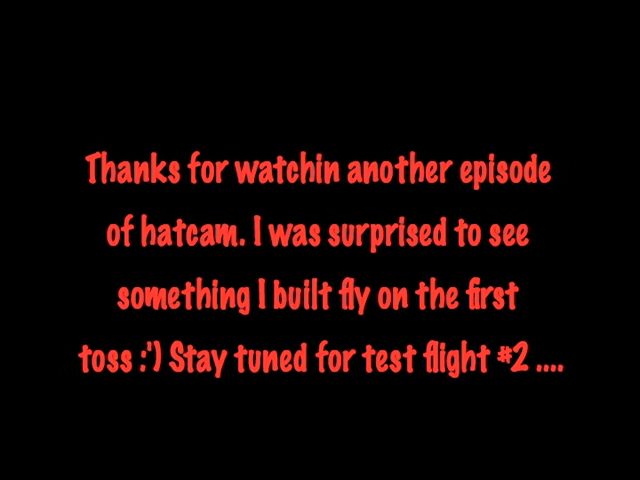 Thanks for watchin another episode
of hatcam. I was surprised to see
something I built fly on the first
toss :') Stay tuned for test flight #2 ....